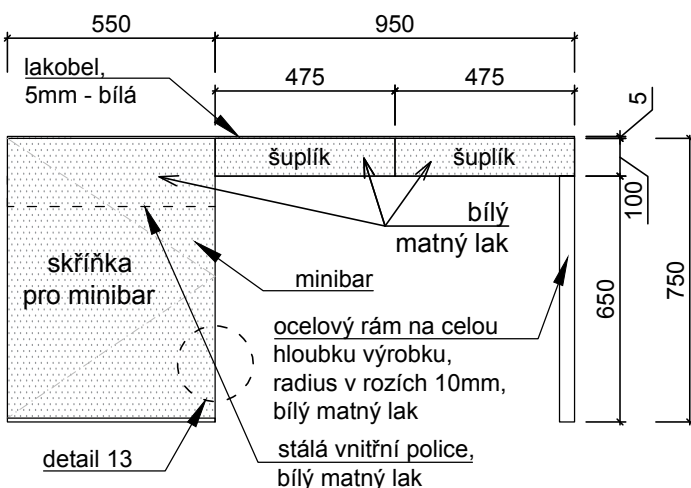 550
950
lakobel,
5mm - bílá
475
475
5
šuplík
šuplík
100
bílý
matný lak
skříňka
pro minibar
minibar
650
750
ocelový rám na celou
hloubku výrobku,
radius v rozích 10mm,
bílý matný lak
detail 13
stálá vnitřní police,
bílý matný lak